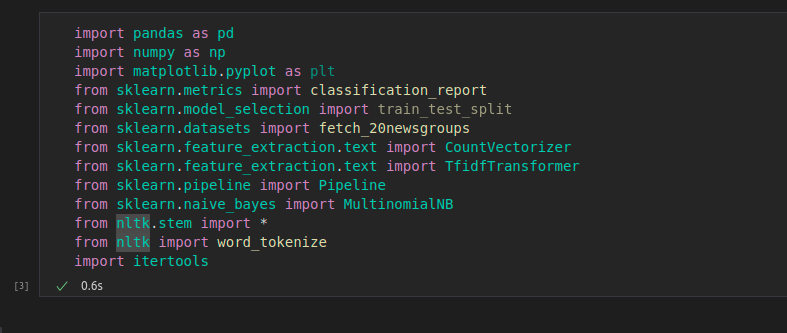 import pandas as pd
import numpy as np
import matplotlib.pyplot as plt
from sklearn.metrics import classification_report
from sklearn.model_selection import train_test_split
from sklearn.datasets import fetch_20newsgroups
from sklearn.feature_extraction.text import CountVectorizer
from sklearn.feature_extraction.text import TfidfTransformer
from sklearn.pipeline import Pipeline
from sklearn.naive_bayes import MultinomialNB
from nltk.stem import *
from nltk import word_tokenize
import itertools
[3] ✓ 0.6s